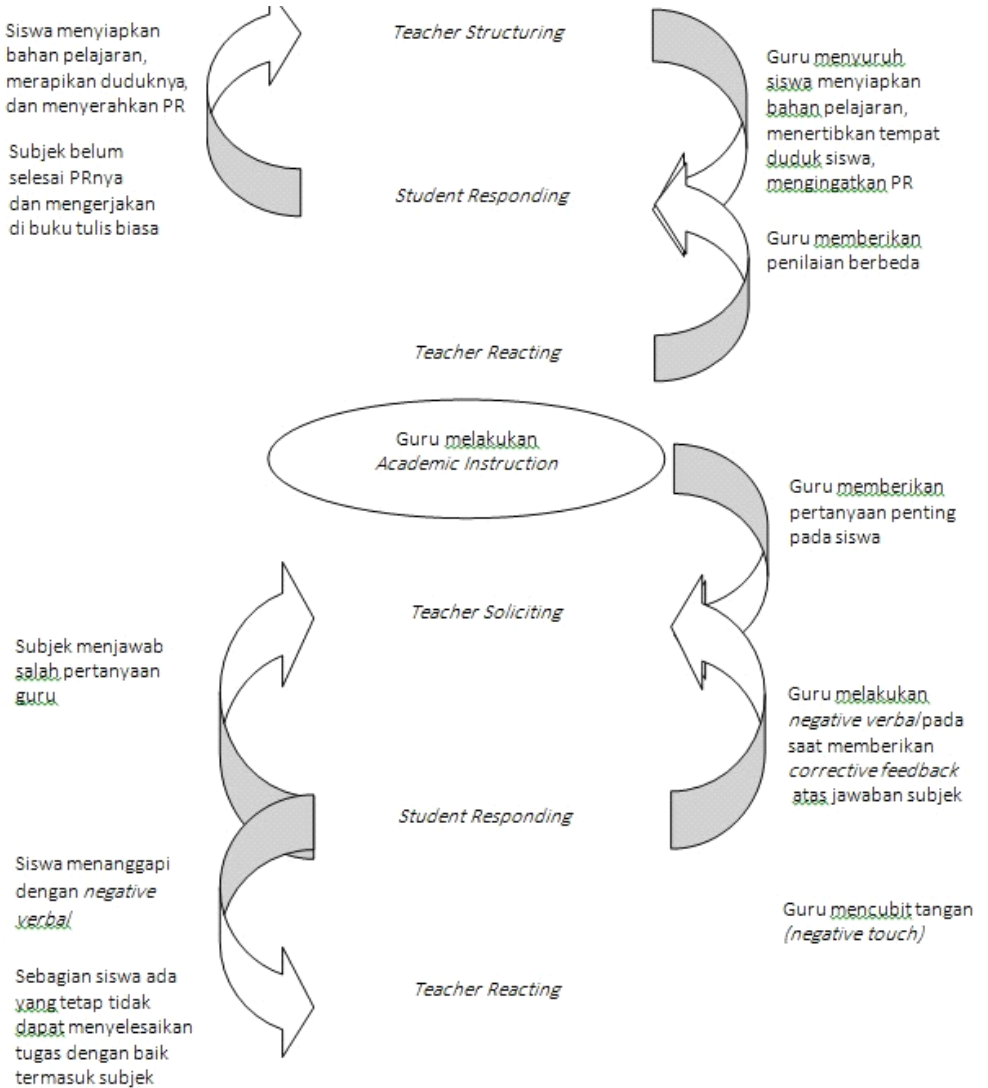 Siswa menyiapkan
bahan pelajaran,
merapikan duduknya,
dan menyerahkan PR
Teacher Structuring
Guru menyuruh
siswa menyiapkan
bahan pelajaran,
menertibkan tempat
duduk siswa,
mengingatkan PR
Subjek belum
selesai PRnya
dan mengerjakan
di buku tulis biasa
Student Responding
Guru memberikan
penilaian berbeda
Teacher Reacting
Guru melakukan
Academic Instruction
Guru memberikan
pertanyaan penting
pada siswa
Teacher Soliciting
Subjek menjawab
salah pertanyaan
guru
Guru melakukan
negative verbal pada
saat memberikan
corrective feedback
atas jawaban subjek
Student Responding
Siswa menanggapi
dengan negative
verbal
Guru mencubit tangan
(negative touch)
Sebagian siswa ada
yang tetap tidak
dapat menyelesaikan
tugas dengan baik
termasuk subjek
Teacher Reacting